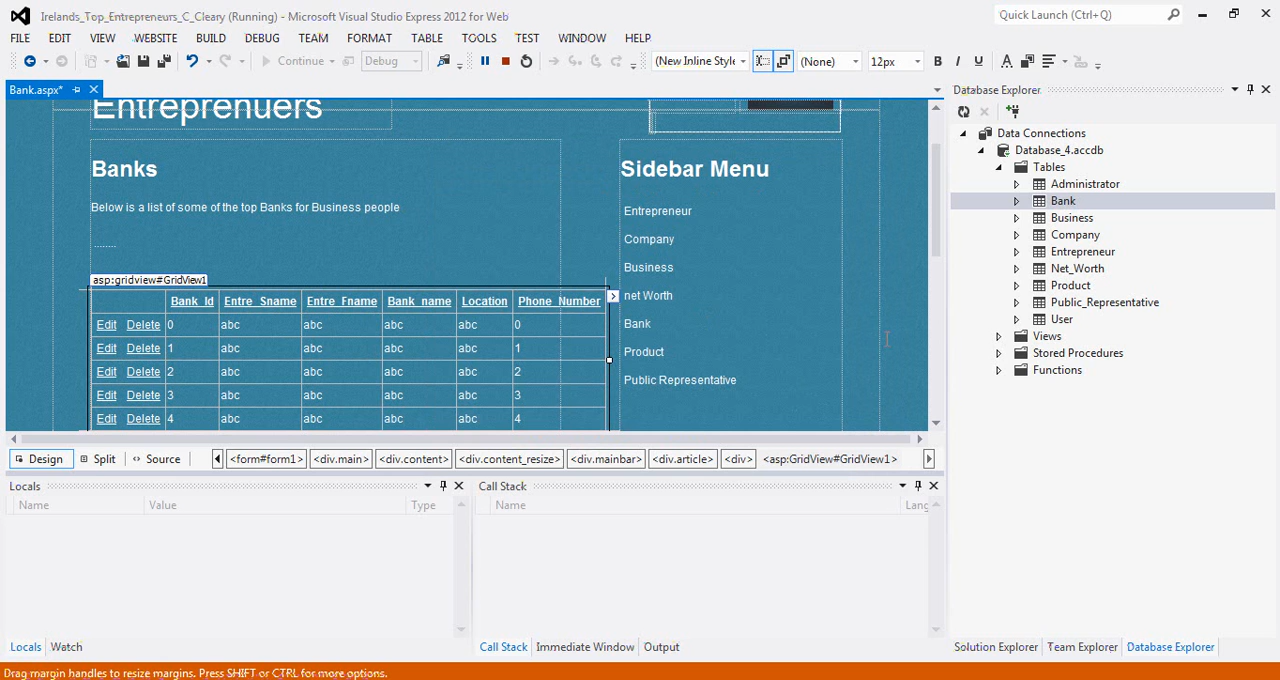 Irelands_Top_Entrepreneurs_C_Cleary (Running) - Microsoft Visual Studio Express 2012 for Web
Quick Launch (Ctrl+Q)
FILE EDIT VIEW WEBSITE BUILD DEBUG TEAM FORMAT TABLE TOOLS TEST WINDOW HELP
Continue Debug (New Inline Style (None) 12px B I U A
Bank.aspx*
Database Explorer
Entreprenuers
Banks
Below is a list of some of the top Banks for Business people
........
asp:gridview#GridView1
Bank_Id Entre_Sname Entre_Fname Bank_name Location Phone_Number
Edit Delete 0 abc abc abc abc 0
Edit Delete 1 abc abc abc abc 1
Edit Delete 2 abc abc abc abc 2
Edit Delete 3 abc abc abc abc 3
Edit Delete 4 abc abc abc abc 4
Sidebar Menu
Entrepreneur
Company
Business
net Worth
Bank
Product
Public Representative
Data Connections
Database_4.accdb
Tables
Administrator
Bank
Business
Company
Entrepreneur
Net_Worth
Product
Public_Representative
User
Views
Stored Procedures
Functions
Design Split Source <form#form1> <div.main> <div.content> <div.content_resize> <div.mainbar> <div.article> <div> <asp:GridView#GridView1>
Locals
Name Value Type
Call Stack
Name Lang
Locals Watch
Call Stack Immediate Window Output
Solution Explorer Team Explorer Database Explorer
Drag margin handles to resize margins. Press SHIFT or CTRL for more options.